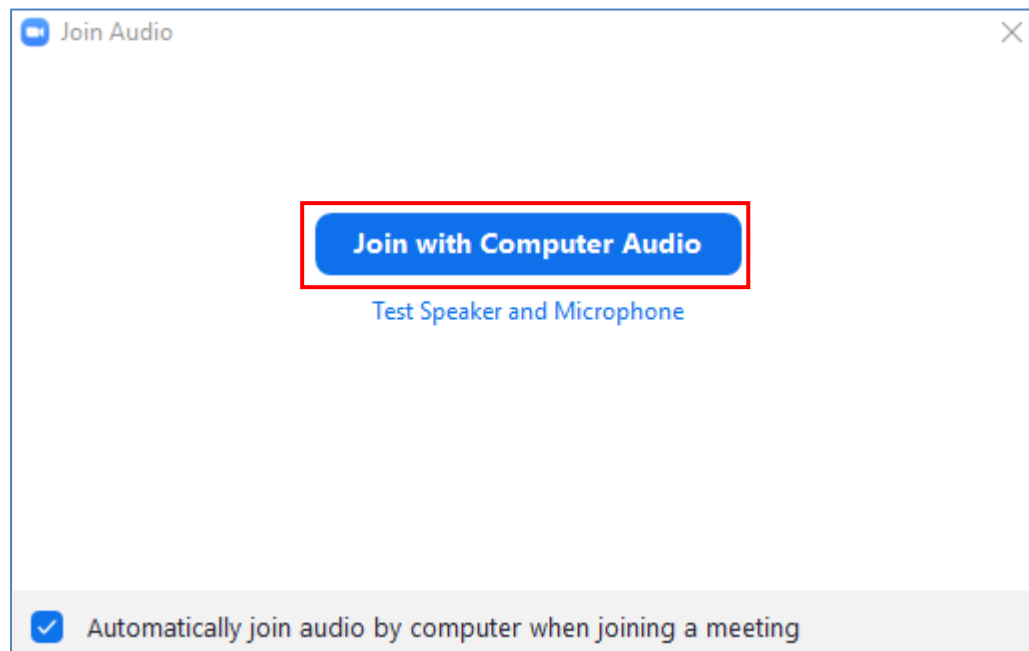 Join Audio
Join with Computer Audio
Test Speaker and Microphone
Automatically join audio by computer when joining a meeting